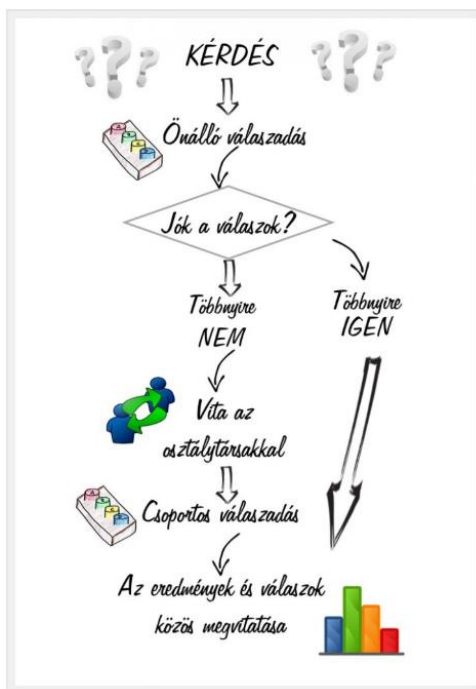 KÉRDÉS
Önálló válaszadás
Jók a válaszok?
Többnyire
NEM
Többnyire
IGEN
Vita az
osztálytársakkal
Csoportos válaszadás
Az eredmények és válaszok
közös megvitatása